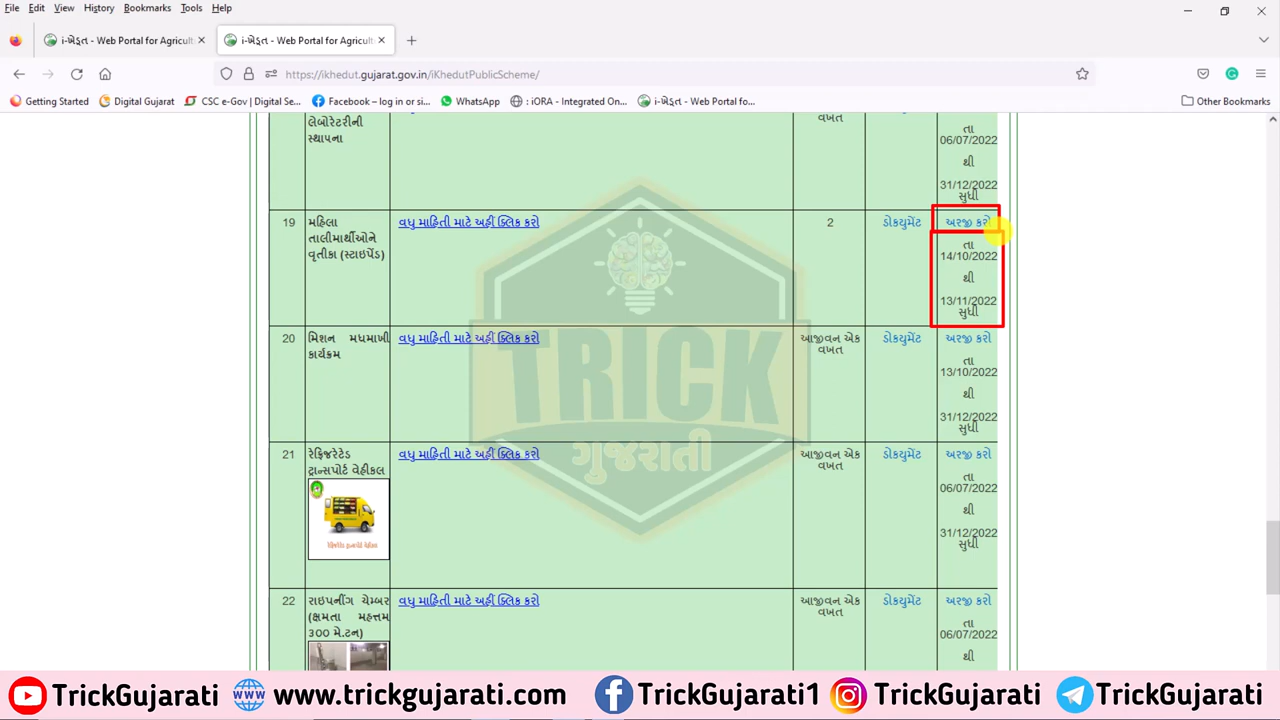 File Edit View History Bookmarks Tools Help
i-ખેડૂત - Web Portal for Agricult
i-ખેડૂત - Web Portal for Agricult
https://ikhedut.gujarat.gov.in/iKhedutPublicScheme/
Getting Started Digital Gujarat CSC e-Gov | Digital Se... Facebook – log in or si... WhatsApp : iORA - Integrated On... i-ખેડૂત - Web Portal fo... Other Bookmarks
લેબોરેટરીની
સ્થાપના
વખત
તા
06/07/2022
થી
31/12/2022
સુધી
19 મહિલા તાલીમાર્થીઓને વૃતીકા (સ્ટાઇપેંડ) વધુ માહિતી માટે અહીં ક્લિક કરો 2 ડોકયુમેંટ અરજી કરો
તા
14/10/2022
થી
13/11/2022
સુધી
20 મિશન મધમાખી કાર્યક્રમ વધુ માહિતી માટે અહીં ક્લિક કરો આજીવન એક વખત ડોકયુમેંટ અરજી કરો
તા
13/10/2022
થી
31/12/2022
સુધી
21 રેફ્રિજરેટેડ ટ્રાન્સપોર્ટ વેહીકલ વધુ માહિતી માટે અહીં ક્લિક કરો આજીવન એક વખત ડોકયુમેંટ અરજી કરો
તા
06/07/2022
થી
31/12/2022
સુધી
22 રાઇપનીંગ ચેમ્બર (ક્ષમતા મહત્તમ 300 મે.ટન) વધુ માહિતી માટે અહીં ક્લિક કરો આજીવન એક વખત ડોકયુમેંટ અરજી કરો
તા
06/07/2022
થી
TRICK
ગુજરાતી
TrickGujarati www.trickgujarati.com TrickGujarati1 TrickGujarati TrickGujarati